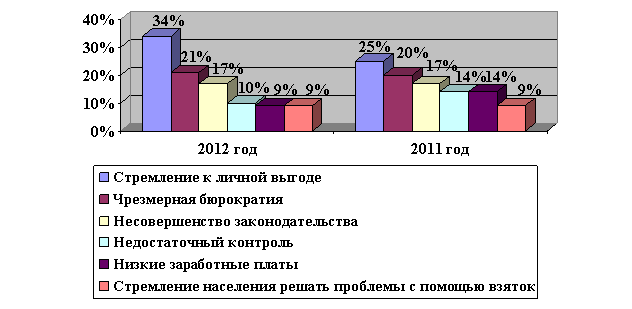 40%
30%
20%
10%
0%
34%
21%
17%
10%
9%
9%
25%
20%
17%
14%
14%
9%
2012 год
2011 год
Стремление к личной выгоде
Чрезмерная бюрократия
Несовершенство законодательства
Недостаточный контроль
Низкие заработные платы
Стремление населения решать проблемы с помощью взяток